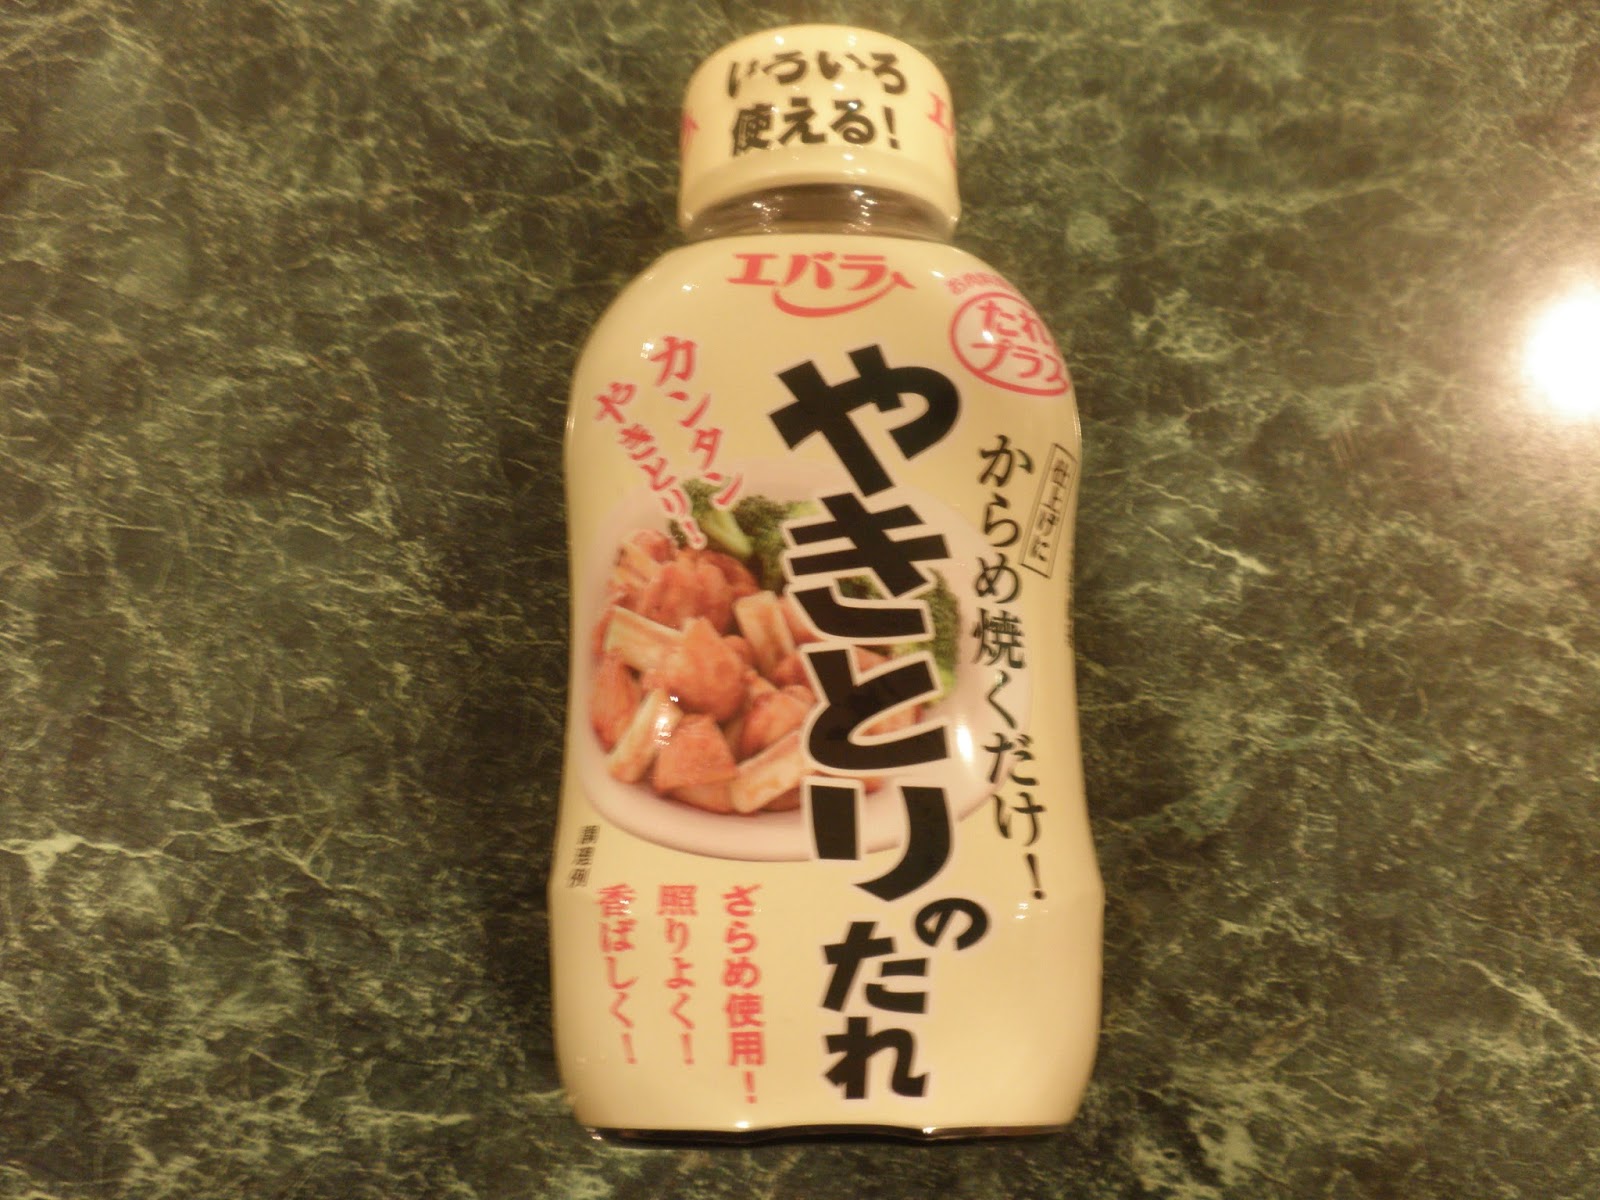 いろいろ
使える!
エバラ
たれ
プラス
仕上げに
からめ焼くだけ!
やきとりのたれ
カンタン
やきとり!
ざらめ使用!
照りよく!
香ばしく!
調理例